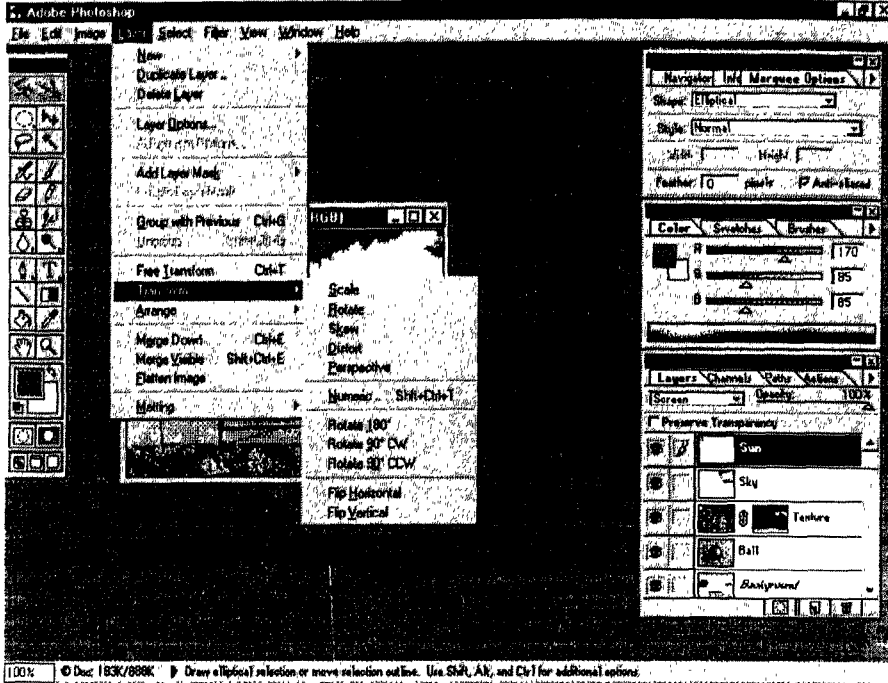 Adobe Photoshop
File Edit Image Layer Select Filter View Window Help
New
Duplicate Layer...
Delete Layer
Layer Options...
Adjustment Options...
Add Layer Mask
Group with Previous Ctrl+G
Ungroup
Free Transform Ctrl+T
Transform
Arrange
Merge Down Ctrl+E
Merge Visible Shft+Ctrl+E
Flatten Image
Matting
RGB)
Scale
Rotate
Skew
Distort
Perspective
Numeric... Shft+Ctrl+T
Rotate 180°
Rotate 90° CW
Rotate 90° CCW
Flip Horizontal
Flip Vertical
Navigator Info Marquee Options
Shape: Elliptical
Style: Normal
Width: Height:
Feather: 0 pixels Anti-aliased
Color Swatches Brushes
R 170
G 85
B 85
Layers Channels Paths Actions
Screen Opacity: 100%
Preserve Transparency
Sun
Sky
Texture
Ball
Background
100% Doc: 183K/888K Draw elliptical selection or move selection outline. Use Shift, Alt, and Ctrl for additional options.